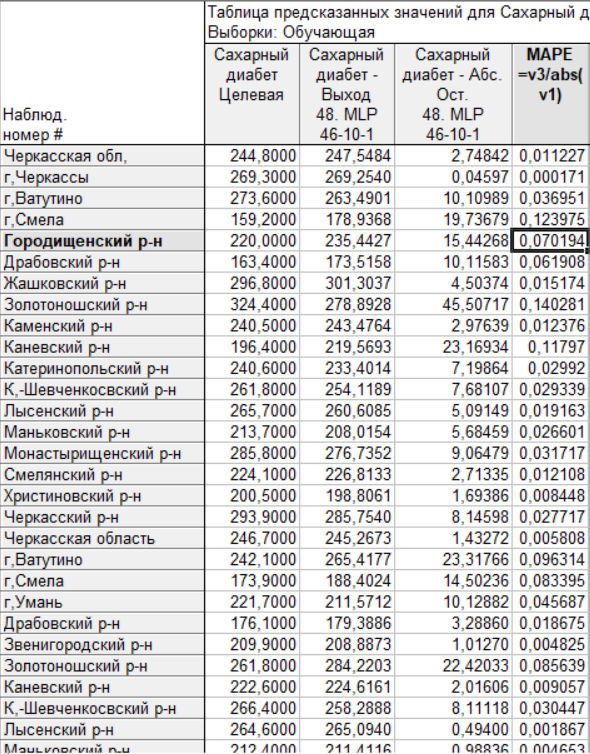 Таблица предсказанных значений для Сахарный д
Выборки: Обучающая
Наблюд. номер # Сахарный диабет Целевая Сахарный диабет - Выход 48. MLP 46-10-1 Сахарный диабет - Абс. Ост. 48. MLP 46-10-1 MAPE =v3/abs( v1)
Черкасская обл, 244,8000 247,5484 2,74842 0,011227
г,Черкассы 269,3000 269,2540 0,04597 0,000171
г,Ватутино 273,6000 263,4901 10,10989 0,036951
г,Смела 159,2000 178,9368 19,73679 0,123975
Городищенский р-н 220,0000 235,4427 15,44268 0,070194
Драбовский р-н 163,4000 173,5158 10,11583 0,061908
Жашковский р-н 296,8000 301,3037 4,50374 0,015174
Золотоношский р-н 324,4000 278,8928 45,50717 0,140281
Каменский р-н 240,5000 243,4764 2,97639 0,012376
Каневский р-н 196,4000 219,5693 23,16934 0,11797
Катеринопольский р-н 240,6000 233,4014 7,19864 0,02992
К,-Шевченкосвский р-н 261,8000 254,1189 7,68107 0,029339
Лысенский р-н 265,7000 260,6085 5,09149 0,019163
Маньковский р-н 213,7000 208,0154 5,68459 0,026601
Монастырищенский р-н 285,8000 276,7352 9,06479 0,031717
Смелянский р-н 224,1000 226,8133 2,71335 0,012108
Христиновский р-н 200,5000 198,8061 1,69386 0,008448
Черкасский р-н 293,9000 285,7540 8,14598 0,027717
Черкасская область 246,7000 245,2673 1,43272 0,005808
г,Ватутино 242,1000 265,4177 23,31766 0,096314
г,Смела 173,9000 188,4024 14,50236 0,083395
г,Умань 221,7000 211,5712 10,12882 0,045687
Драбовский р-н 176,1000 179,3886 3,28860 0,018675
Звенигородский р-н 209,9000 208,8873 1,01270 0,004825
Золотоношский р-н 261,8000 284,2203 22,42033 0,085639
Каневский р-н 222,6000 224,6161 2,01606 0,009057
К,-Шевченкосвский р-н 266,4000 258,2888 8,11118 0,030447
Лысенский р-н 264,6000 265,0940 0,49400 0,001867
Маньковский р-н 212,4000 211,4116 0,98836 0,004653